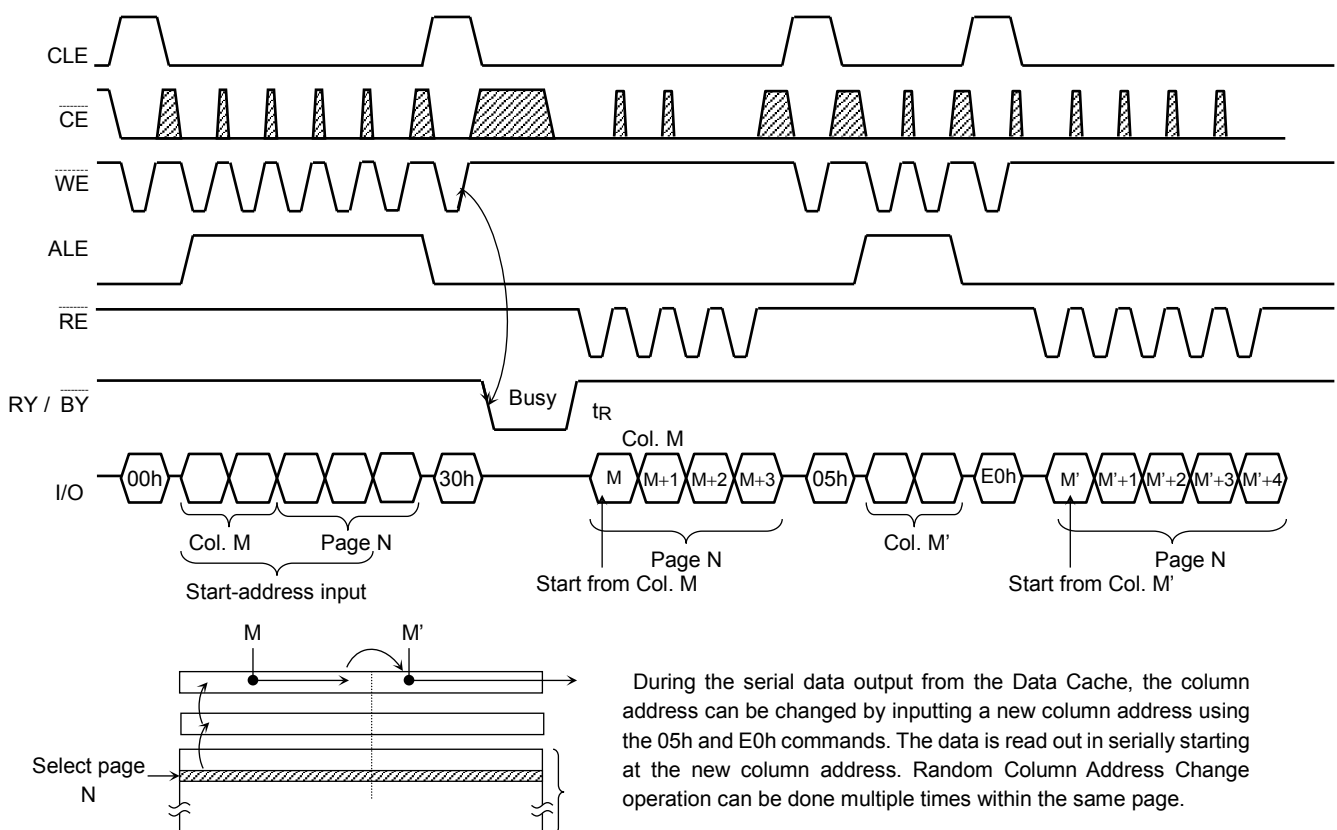 CLE
CE
WE
ALE
RE
RY / BY
Busy
tR
Col. M
I/O
00h
30h
M
M+1
M+2
M+3
05h
E0h
M'
M'+1
M'+2
M'+3
M'+4
Col. M
Page N
Start-address input
Page N
Start from Col. M
Col. M'
Page N
Start from Col. M'
M
M'
Select page
N
During the serial data output from the Data Cache, the column
address can be changed by inputting a new column address using
the 05h and E0h commands. The data is read out in serially starting
at the new column address. Random Column Address Change
operation can be done multiple times within the same page.